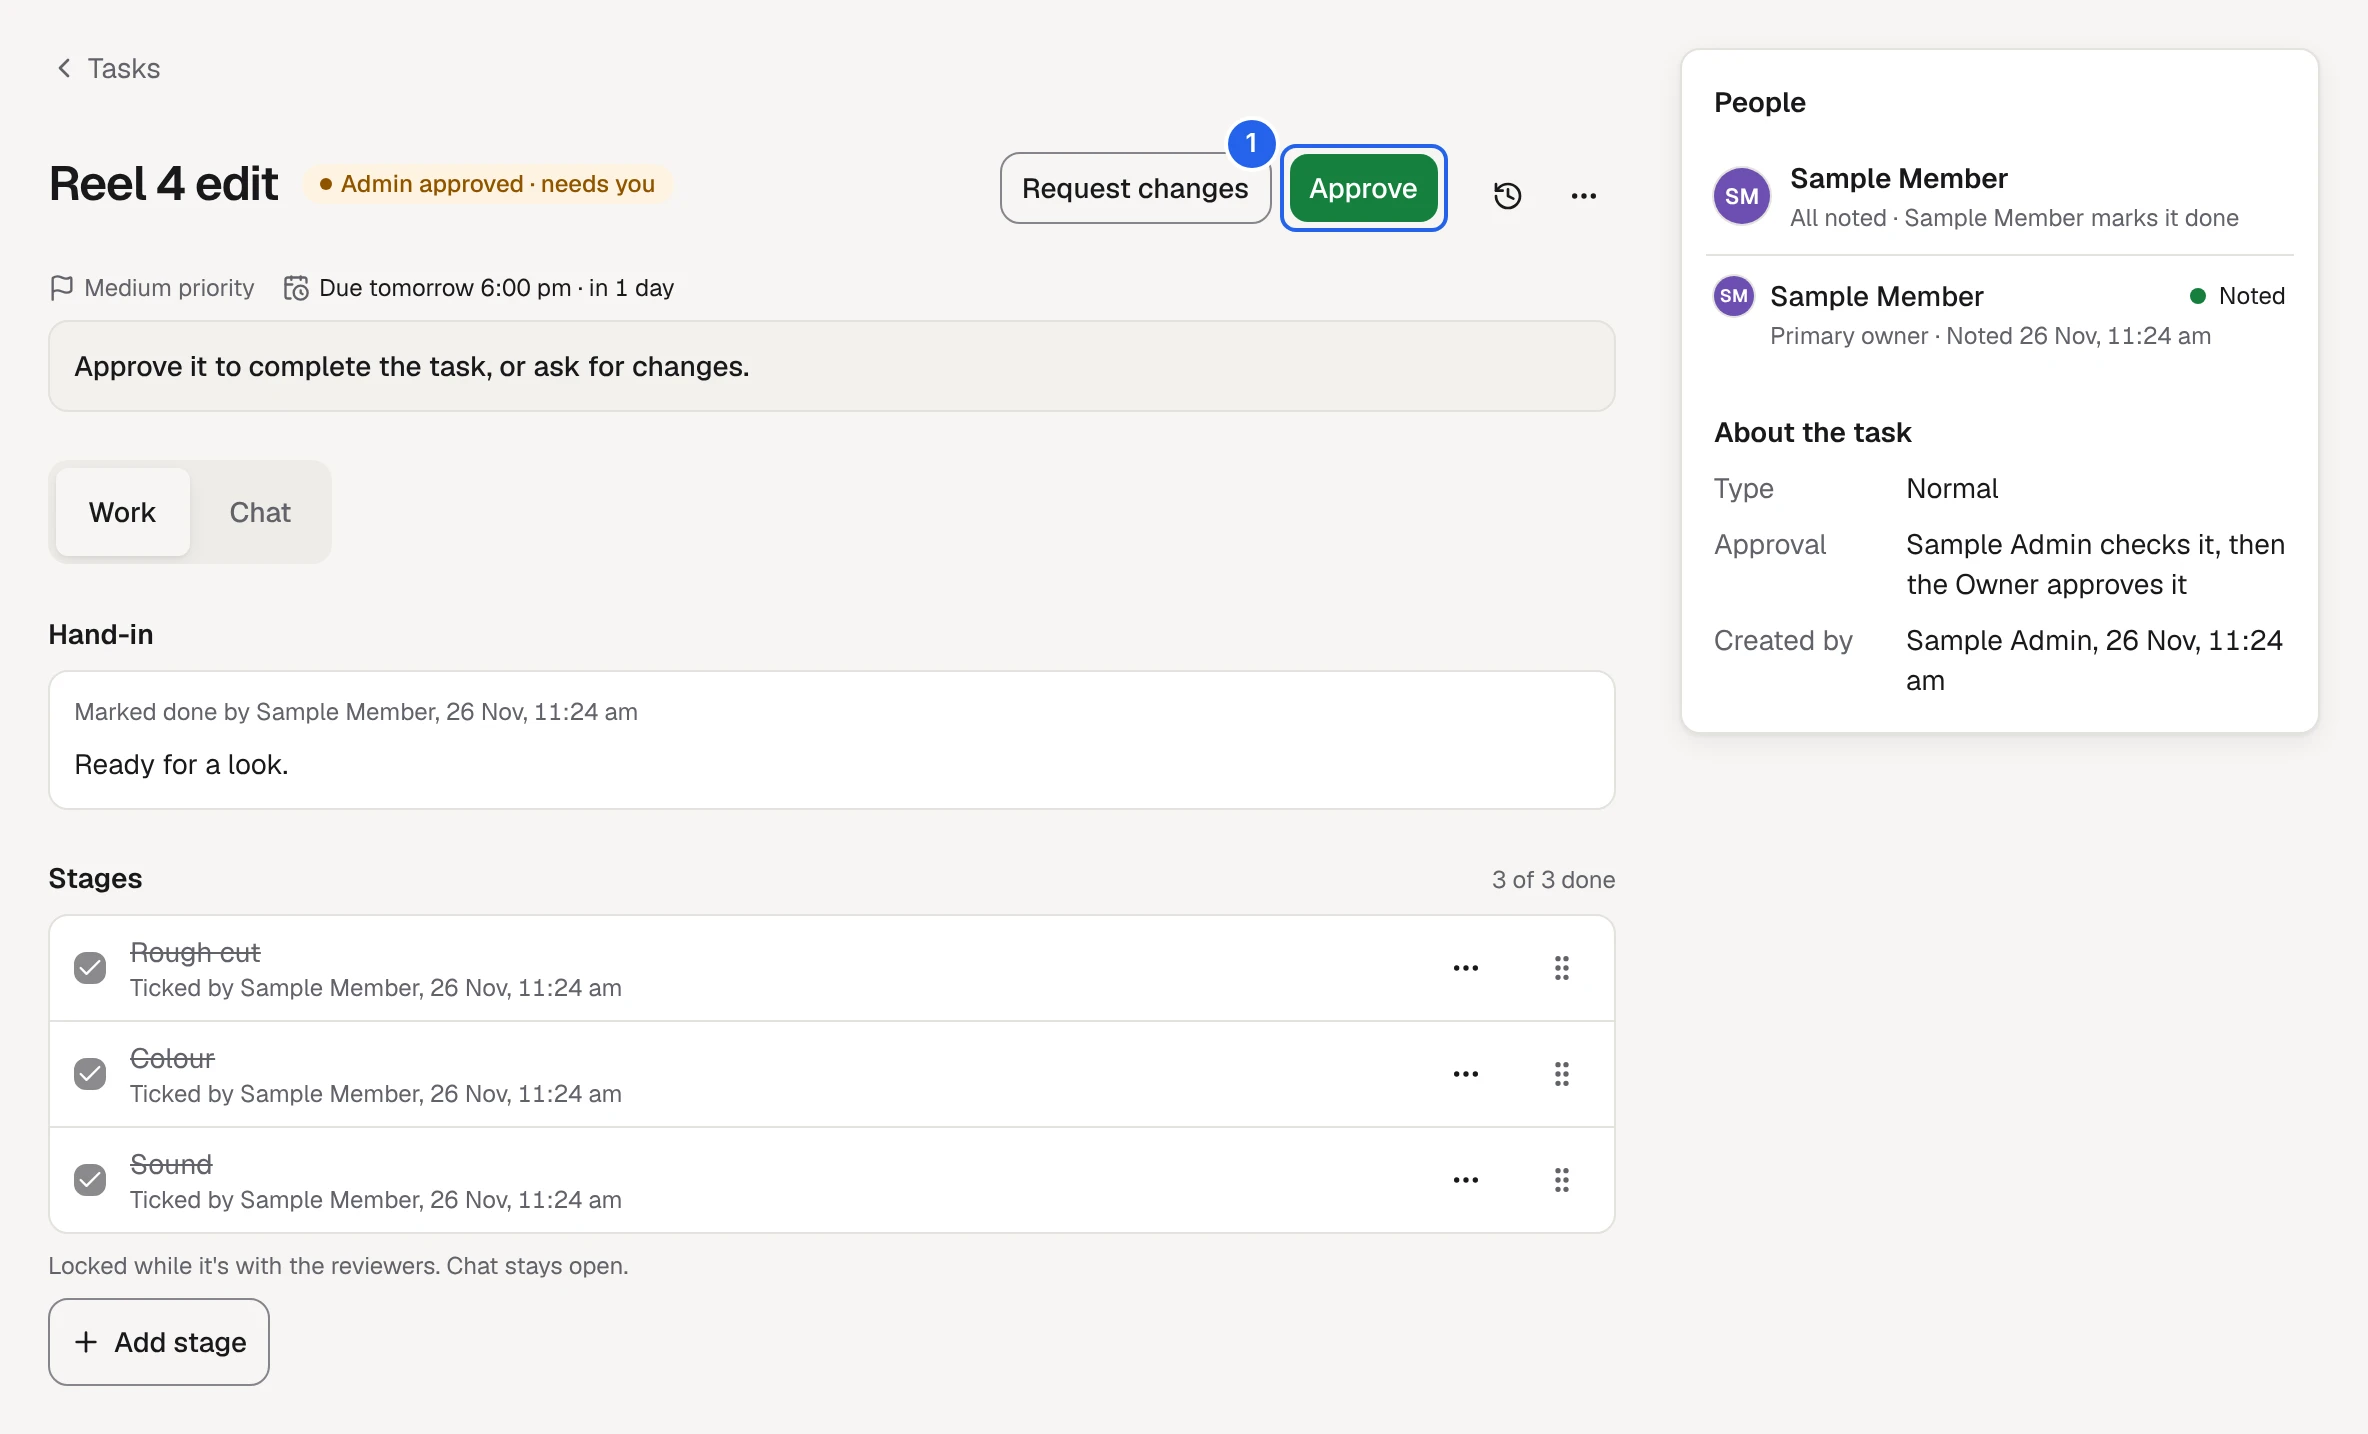 Tasks
Reel 4 edit
Admin approved · needs you
Request changes
1
Approve
Medium priority
Due tomorrow 6:00 pm · in 1 day
Approve it to complete the task, or ask for changes.
Work
Chat
Hand-in
Marked done by Sample Member, 26 Nov, 11:24 am
Ready for a look.
Stages
3 of 3 done
Rough cut
Ticked by Sample Member, 26 Nov, 11:24 am
Colour
Ticked by Sample Member, 26 Nov, 11:24 am
Sound
Ticked by Sample Member, 26 Nov, 11:24 am
Locked while it's with the reviewers. Chat stays open.
Add stage
People
SM
Sample Member
All noted · Sample Member marks it done
SM
Sample Member
Noted
Primary owner · Noted 26 Nov, 11:24 am
About the task
Type
Normal
Approval
Sample Admin checks it, then
the Owner approves it
Created by
Sample Admin, 26 Nov, 11:24
am